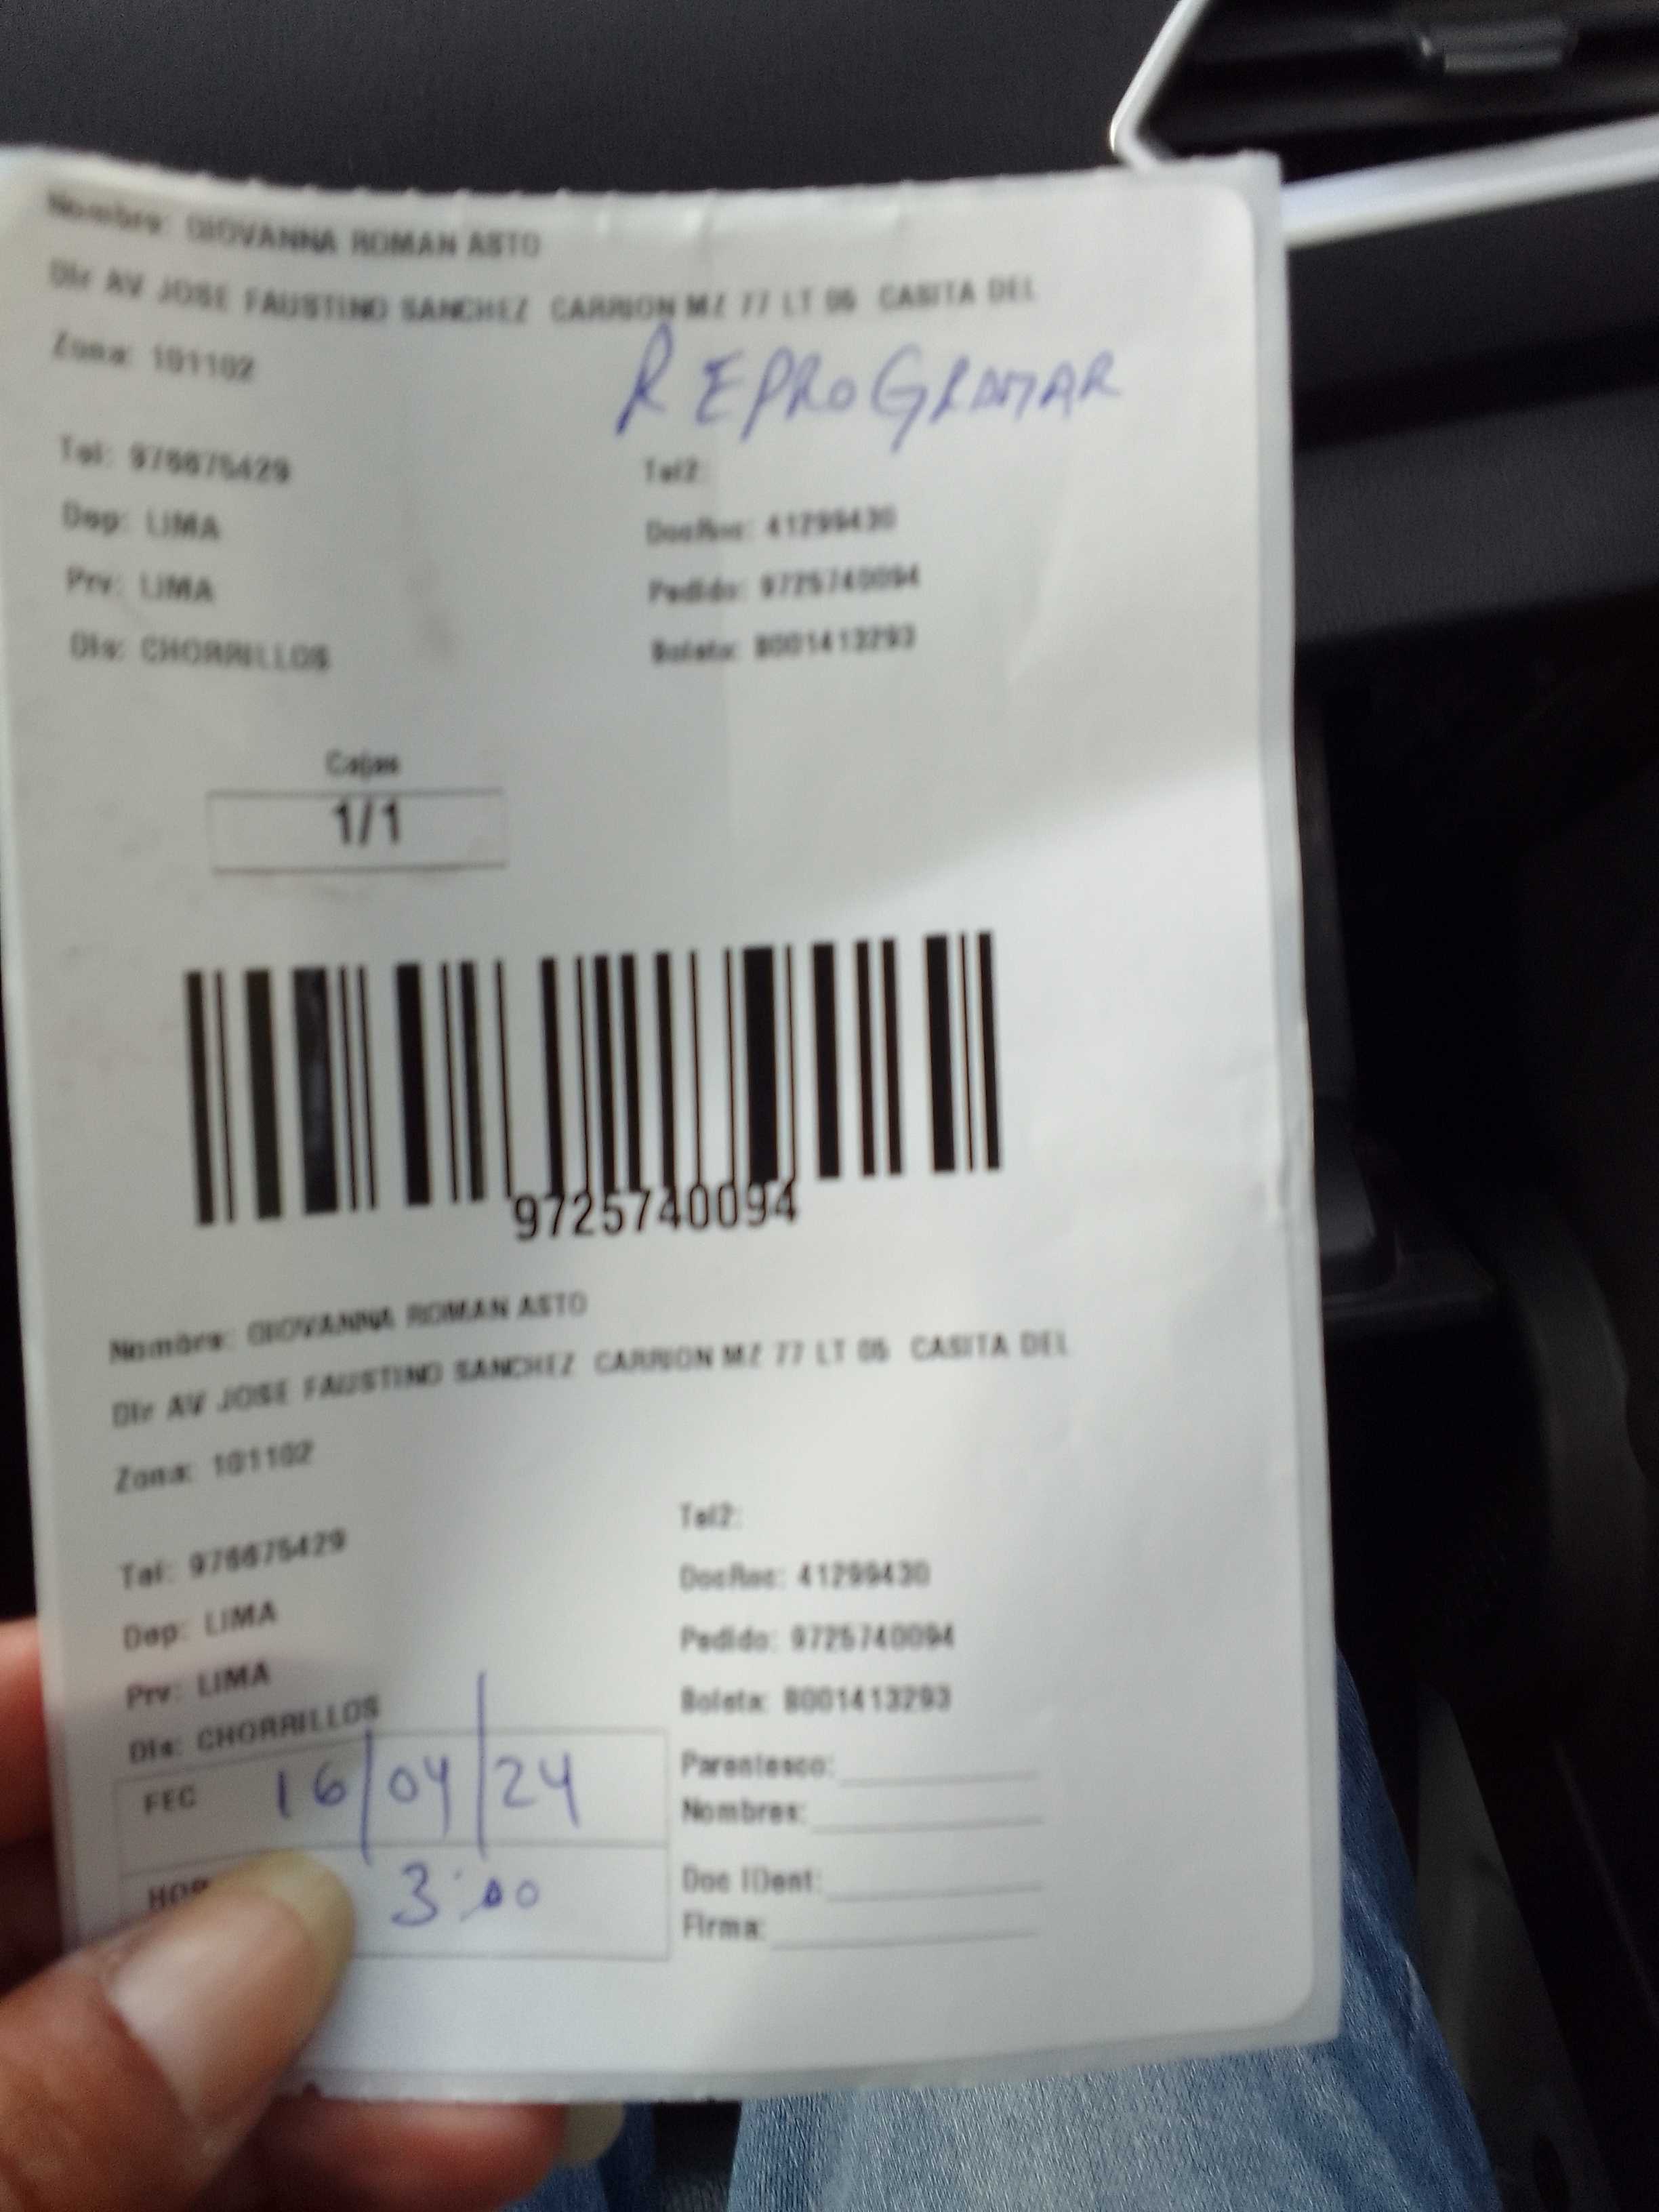 Nombre: GIOVANNA ROMAN ASTO
Dir AV JOSE FAUSTINO SANCHEZ CARRION MZ 77 LT 05 CASITA DEL
Zona: 101102
REPROGRAMAR
Tel: 976675429
Tel2:
Dep: LIMA
DocRec: 41299430
Prv: LIMA
Pedido: 9725740094
Dis: CHORRILLOS
Boleta: B001413293
Cajas
1/1
9725740094
Nombre: GIOVANNA ROMAN ASTO
Dir AV JOSE FAUSTINO SANCHEZ CARRION MZ 77 LT 05 CASITA DEL
Zona: 101102
Tel2:
Tel: 976675429
DocRec: 41299430
Dep: LIMA
Pedido: 9725740094
Prv: LIMA
Boleta: B001413293
Dis: CHORRILLOS
FEC 16/04/24
Parentesco:
Nombres:
3:00
Doc IDent:
Firma: